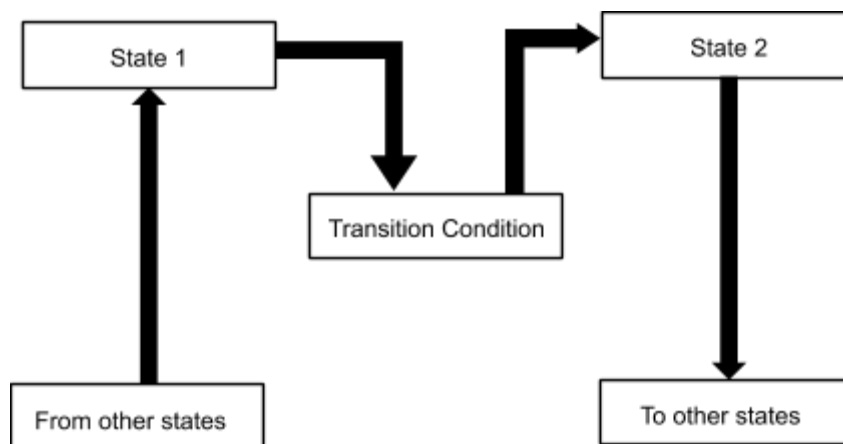 State 1
State 2
Transition Condition
From other states
To other states